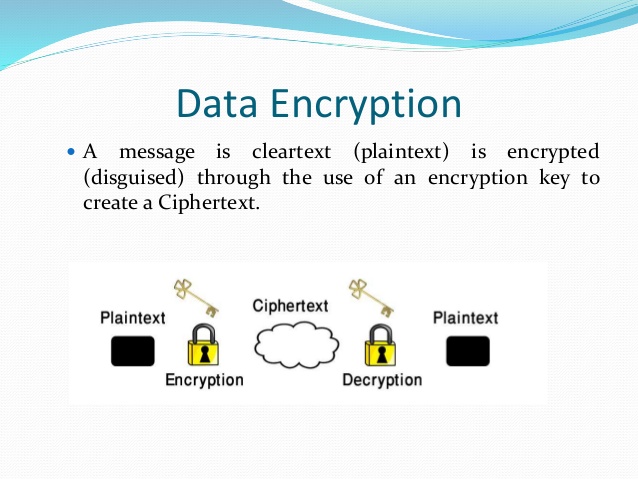 Data Encryption
• A message is cleartext (plaintext) is encrypted
(disguised) through the use of an encryption key to
create a Ciphertext.
Plaintext
Ciphertext
Plaintext
Encryption
Decryption